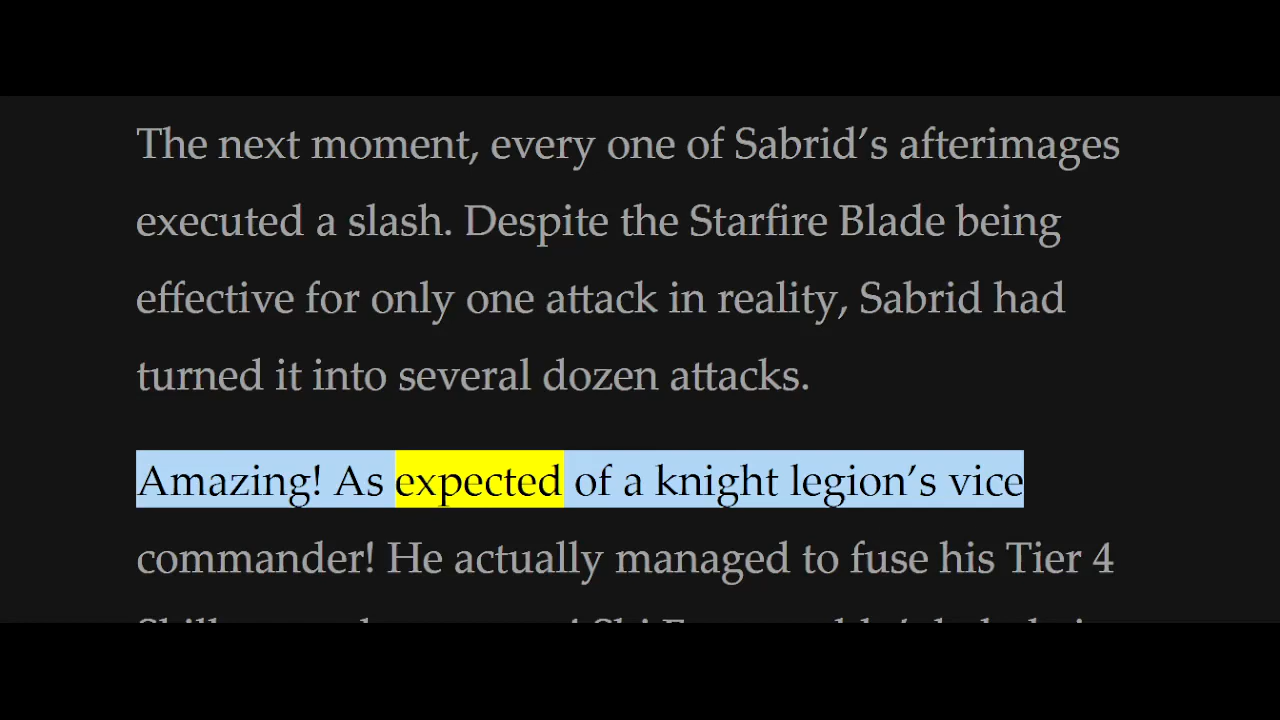 The next moment, every one of Sabrid’s afterimages
executed a slash. Despite the Starfire Blade being
effective for only one attack in reality, Sabrid had
turned it into several dozen attacks.
Amazing! As expected of a knight legion’s vice
commander! He actually managed to fuse his Tier 4